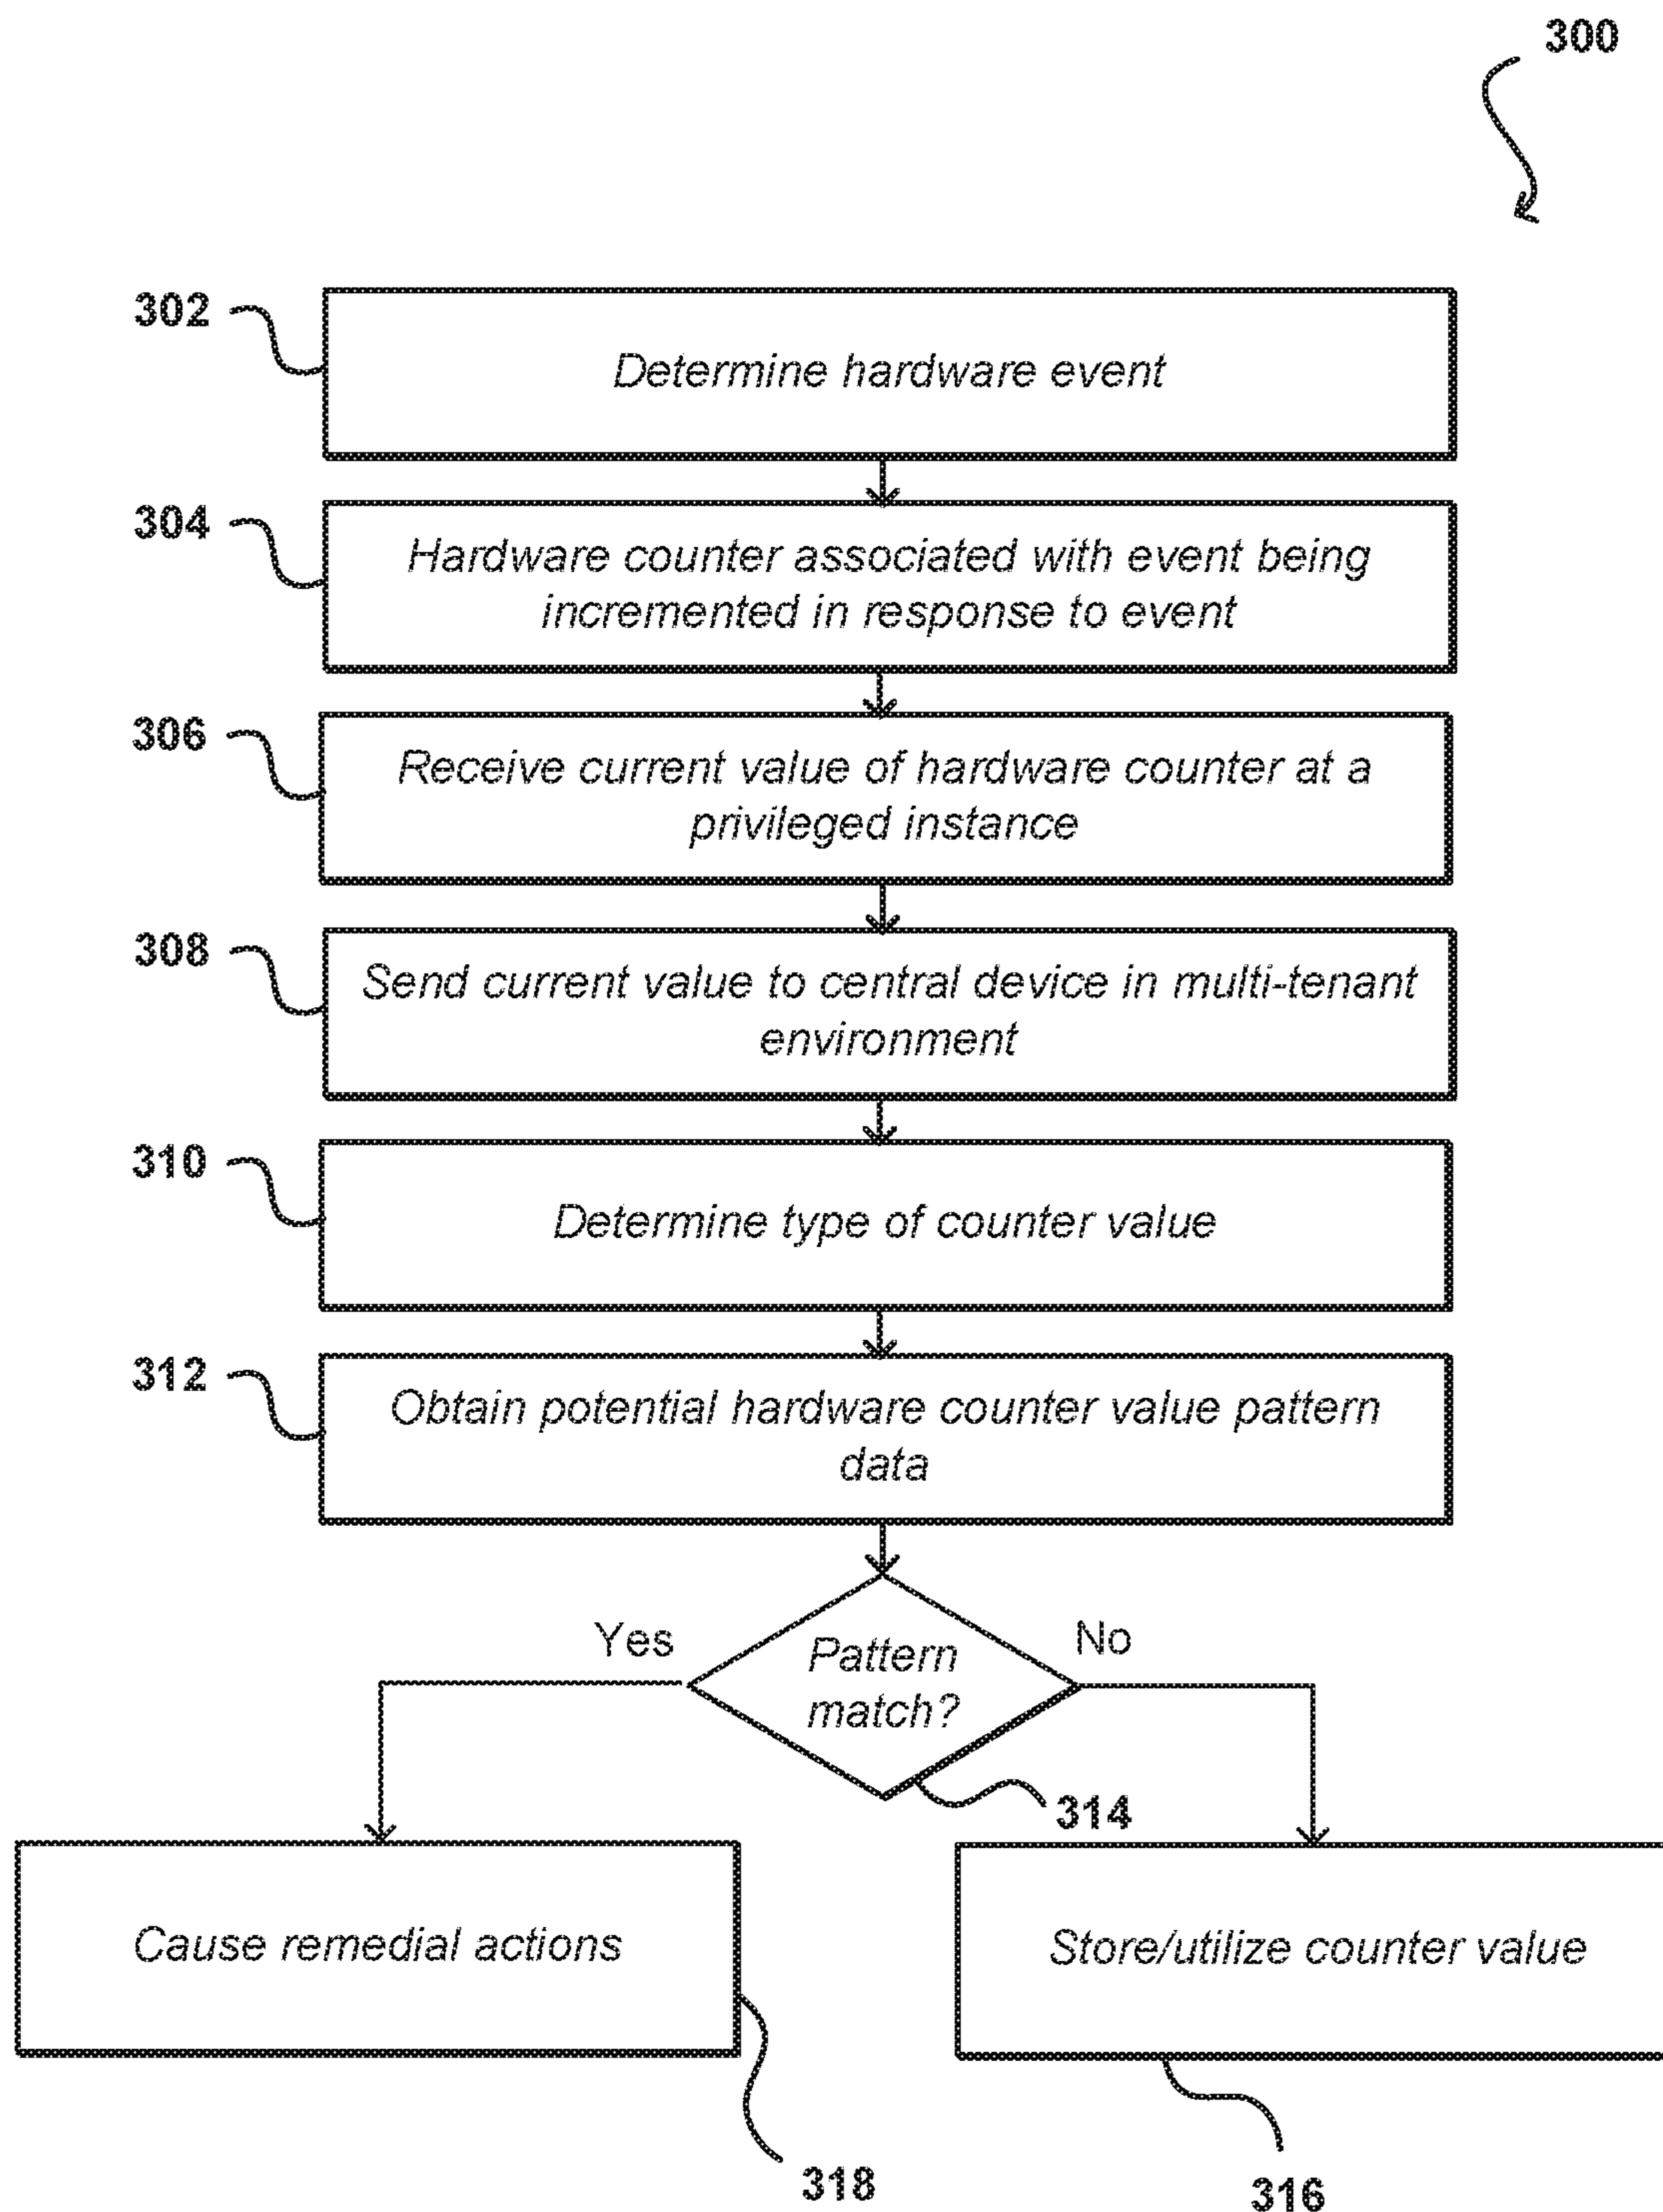 300
302
Determine hardware event
304
Hardware counter associated with event being
incremented in response to event
306
Receive current value of hardware counter at a
privileged instance
308
Send current value to central device in multi-tenant
environment
310
Determine type of counter value
312
Obtain potential hardware counter value pattern
data
Yes
No
Pattern
match?
314
Cause remedial actions
Store/utilize counter value
318
316